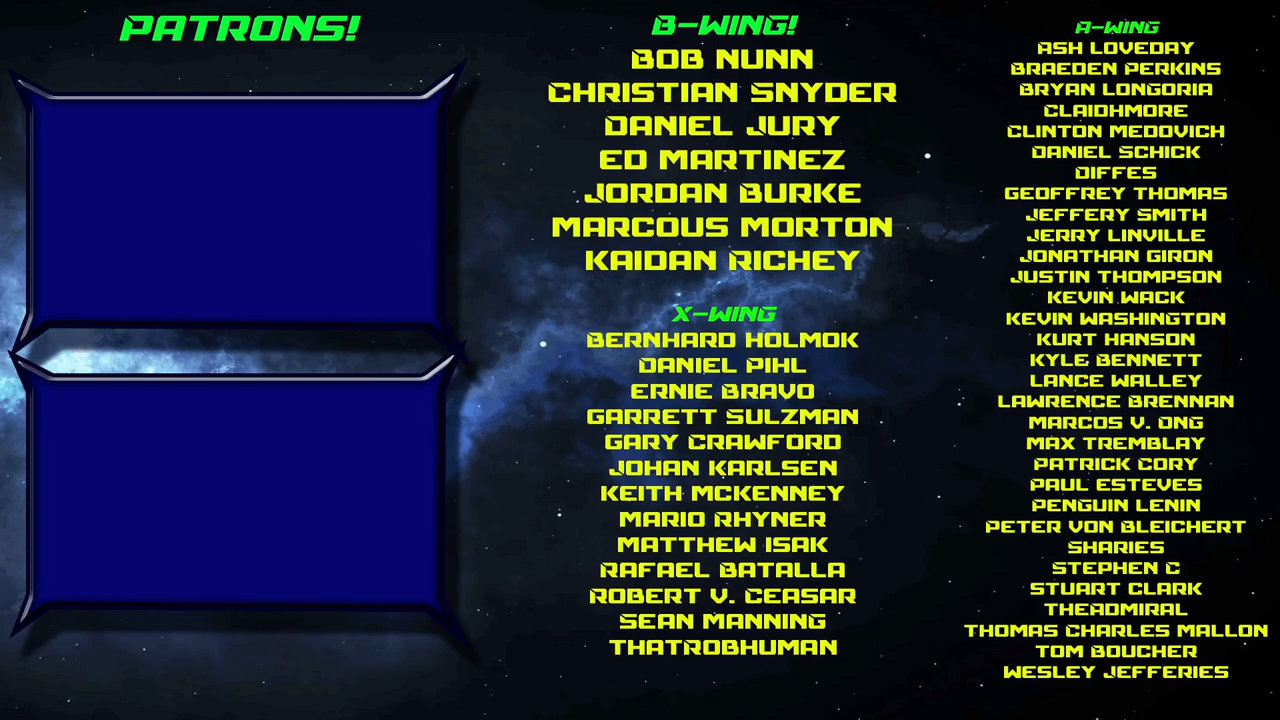 PATRONS!
B-WING!
BOB NUNN
CHRISTIAN SNYDER
DANIEL JURY
ED MARTINEZ
JORDAN BURKE
MARCOUS MORTON
KAIDAN RICHEY
X-WING
BERNHARD HOLMOK
DANIEL PIHL
ERNIE BRAVO
GARRETT SULZMAN
GARY CRAWFORD
JOHAN KARLSEN
KEITH MCKENNEY
MARIO RHYNER
MATTHEW ISAK
RAFAEL BATALLA
ROBERT V. CEASAR
SEAN MANNING
THATROBHUMAN
A-WING
ASH LOVEDAY
BRAEDEN PERKINS
BRYAN LONGORIA
CLAIDHMORE
CLINTON MEDOVICH
DANIEL SCHICK
DIFFES
GEOFFREY THOMAS
JEFFERY SMITH
JERRY LINVILLE
JONATHAN GIRON
JUSTIN THOMPSON
KEVIN WACK
KEVIN WASHINGTON
KURT HANSON
KYLE BENNETT
LANCE WALLEY
LAWRENCE BRENNAN
MARCOS V. ONG
MAX TREMBLAY
PATRICK CORY
PAUL ESTEVES
PENGUIN LENIN
PETER VON BLEICHERT
SHARIES
STEPHEN C
STUART CLARK
THEADMIRAL
THOMAS CHARLES MALLON
TOM BOUCHER
WESLEY JEFFERIES